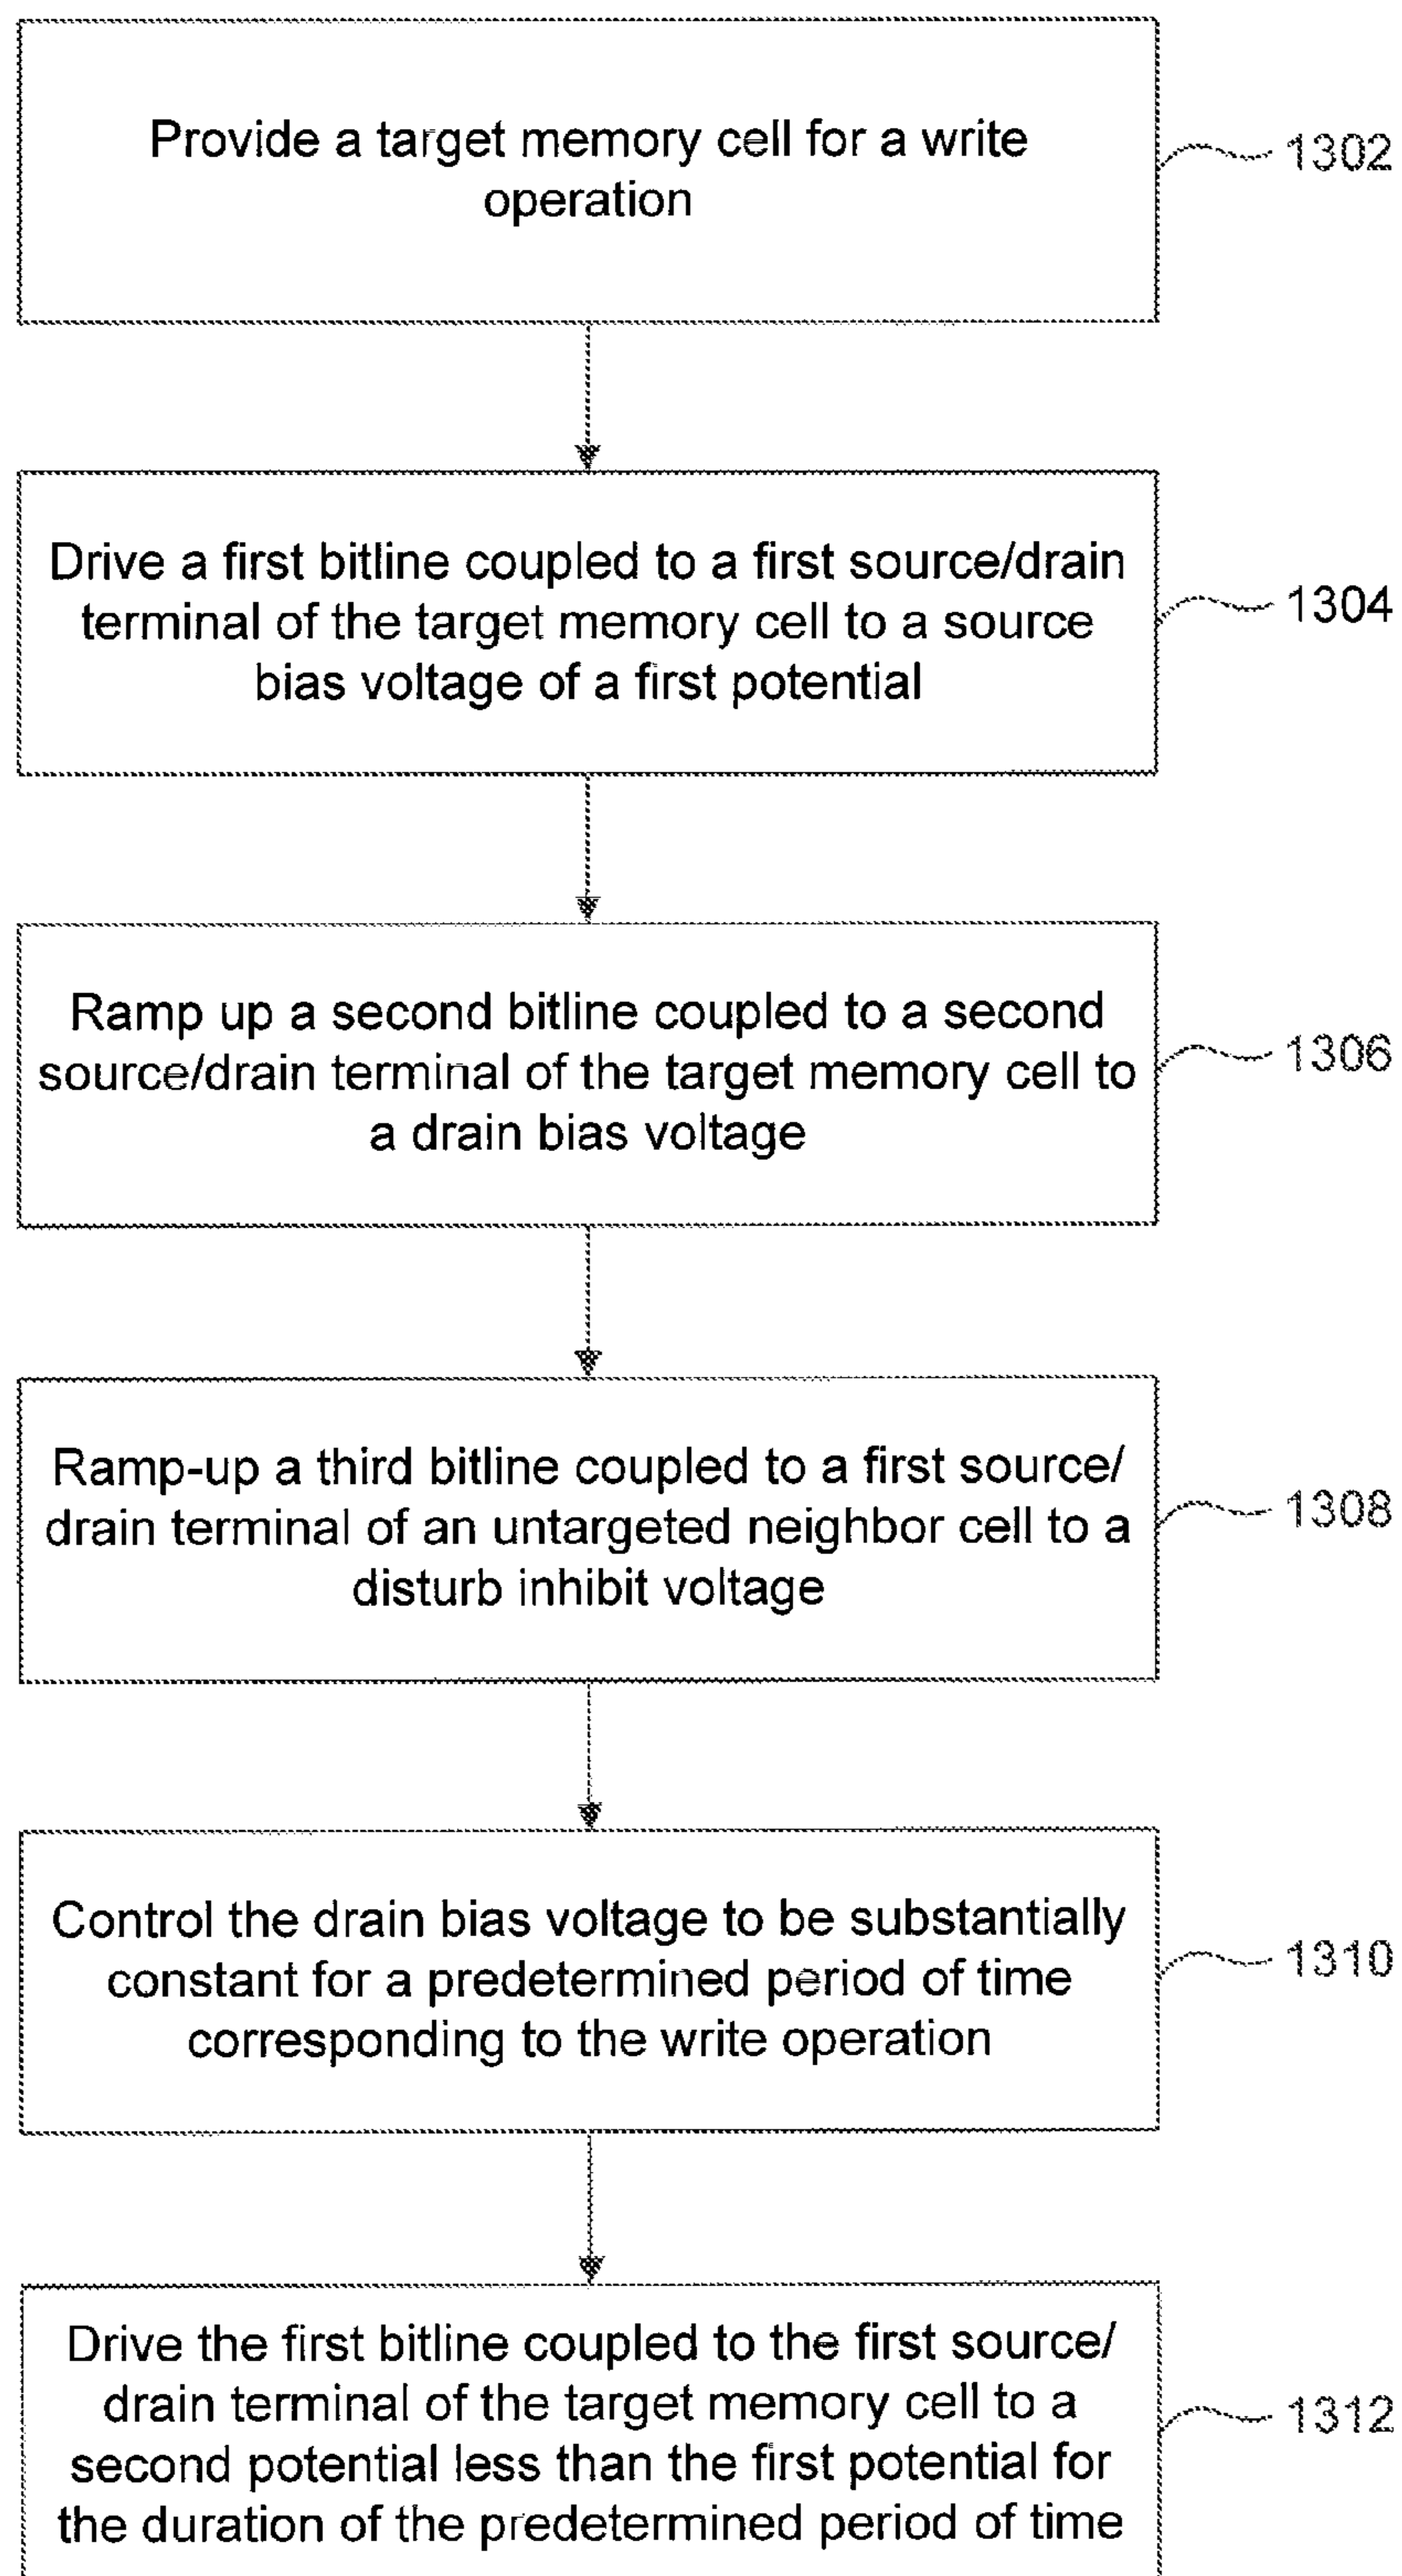 Provide a target memory cell for a write
operation
1302
Drive a first bitline coupled to a first source/drain
terminal of the target memory cell to a source
bias voltage of a first potential
1304
Ramp up a second bitline coupled to a second
source/drain terminal of the target memory cell to
a drain bias voltage
1306
Ramp-up a third bitline coupled to a first source/
drain terminal of an untargeted neighbor cell to a
disturb inhibit voltage
1308
Control the drain bias voltage to be substantially
constant for a predetermined period of time
corresponding to the write operation
1310
Drive the first bitline coupled to the first source/
drain terminal of the target memory cell to a
second potential less than the first potential for
the duration of the predetermined period of time
1312